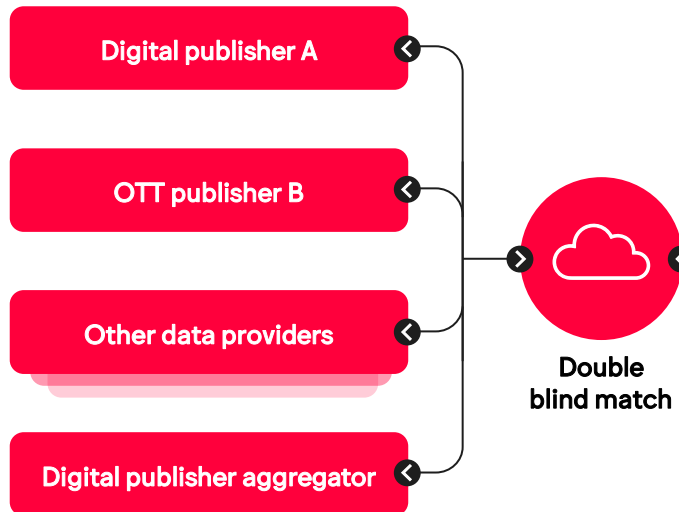 Digital publisher A
OTT publisher B
Other data providers
Double
blind match
Digital publisher aggregator